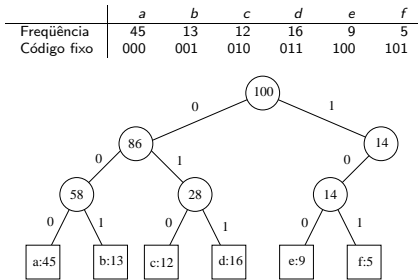 a b c d e f
Freqüência 45 13 12 16 9 5
Código fixo 000 001 010 011 100 101
100
0 1
86 14
0 1 0
58 28 14
0 1 0 1 0 1
a:45 b:13 c:12 d:16 e:9 f:5